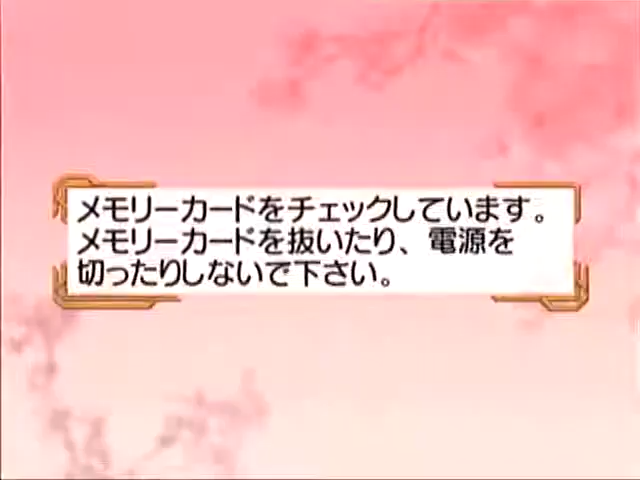 メモリーカードをチェックしています。
メモリーカードを抜いたり、電源を
切ったりしないで下さい。